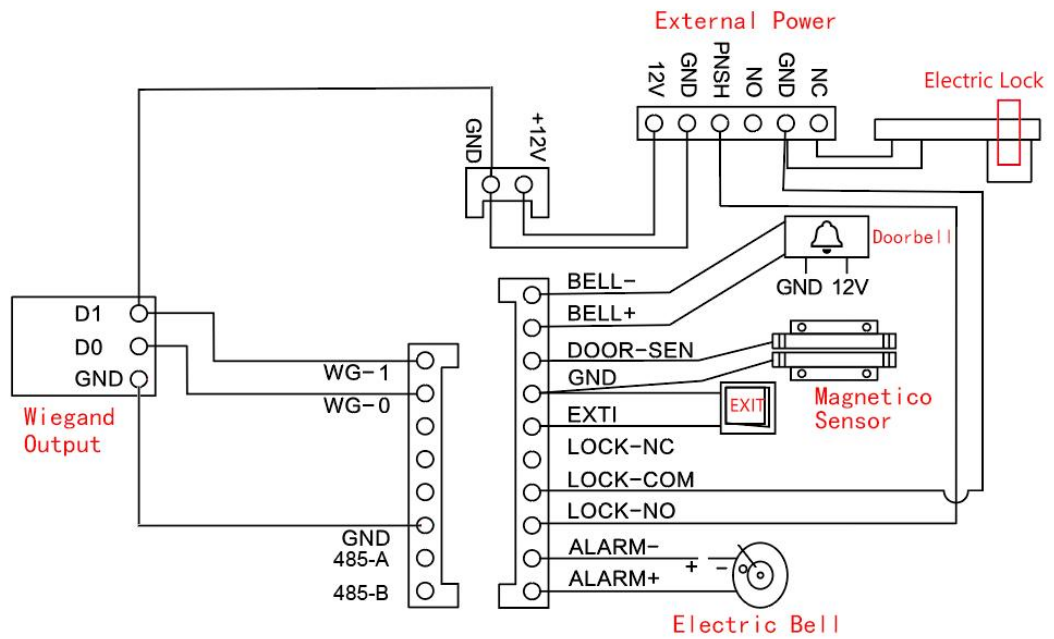 External Power
12V
GND
PNSH
NO
GND
NC
Electric Lock
GND
+12V
Doorbell
GND 12V
BELL-
BELL+
DOOR-SEN
GND
EXTI
LOCK-NC
LOCK-COM
LOCK-NO
ALARM-
ALARM+
EXIT
Magnetico
Sensor
D1
D0
GND
Wiegand
Output
WG-1
WG-0
GND
485-A
485-B
+ -
Electric Bell